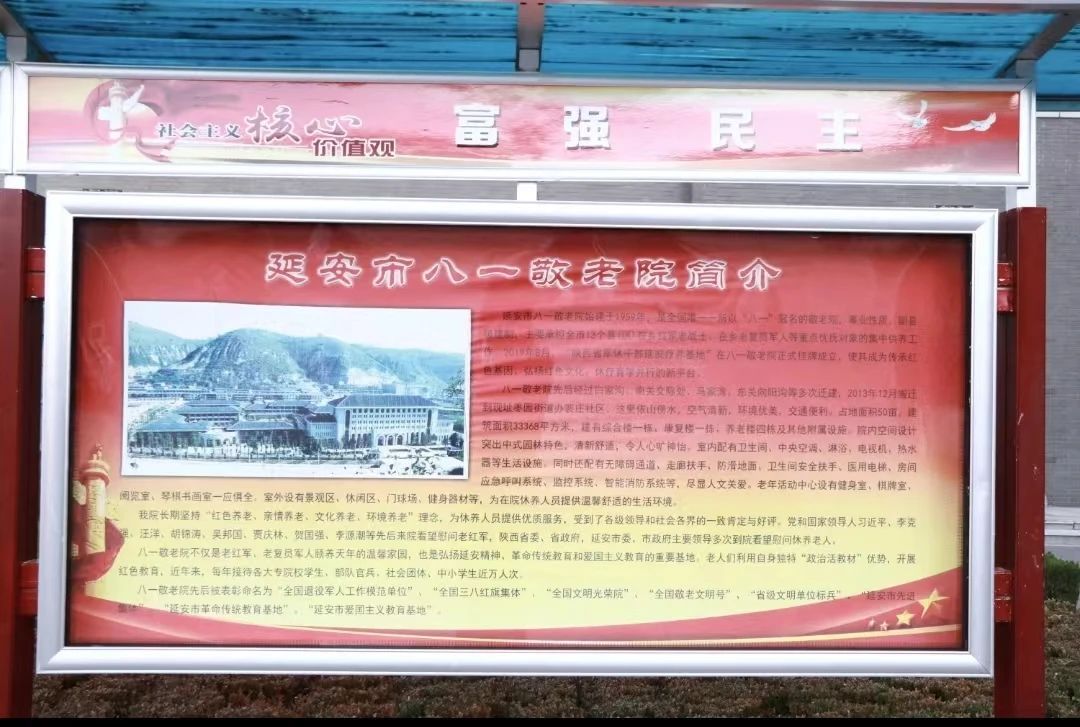 社会主义核心
价值观
富强 民主
延安市八一敬老院简介
延安市八一敬老院始建于1959年，是全国唯一一所以“八一”冠名的敬老院，事业性质，副县
级建制，主要承担全市13个县
在乡老复员军人等重点优抚对象的集中供养工
作。2019年8月，“陕西省军休干部延安疗养基地”在八一敬老院正式挂牌成立，使其成为传承红
色基因、弘扬红色文化、休疗养学并行的新平台。
八一敬老院先后经过白家沟、南关交际处、马家湾、东关向阳沟等多次迁建，2013年12月搬迁
到现址枣园街道办裴庄社区。这里依山傍水，空气清新，环境优美，交通便利。占地面积50亩，建
筑面积33368平方米，建有综合楼一栋，康复楼一栋，养老楼四栋及其他附属设施。院内空间设计
突出中式园林特色，清新舒适，令人心旷神怡。室内配有卫生间、中央空调、淋浴，电视机，热水
器等生活设施。同时还配有无障碍通道、走廊扶手、防滑地面、卫生间安全扶手、医用电梯、房间
应急呼叫系统、监控系统、智能消防系统等，尽显人文关爱。老年活动中心设有健身室、棋牌室、
阅览室、琴棋书画室一应俱全。室外设有景观区、休闲区、门球场、健身器材等，为在院休养人员提供温馨舒适的生活环境。
我院长期坚持“红色养老、亲情养老、文化养老、环境养老”理念，为休养人员提供优质服务，受到了各级领导和社会各界的一致肯定与好评。党和国家领导人习近平、李克
强、汪洋、胡锦涛、吴邦国、贾庆林、贺国强、李源潮等先后来院看望慰问老红军，陕西省委、省政府，延安市委、市政府主要领导多次到院看望慰问休养老人。
八一敬老院不仅是老红军、老复员军人颐养天年的温馨家园，也是弘扬延安精神、革命传统教育和爱国主义教育的重要基地。老人们利用自身独特“政治活教材”优势，开展
红色教育，近年来，每年接待各大专院校学生、部队官兵、社会团体、中小学生近万人次。
八一敬老院先后被表彰命名为“全国退役军人工作模范单位”、“全国三八红旗集体”、“全国文明光荣院”、“全国敬老文明号”、“省级文明单位标兵”、“延安市先进
集体”、“延安市革命传统教育基地”、“延安市爱国主义教育基地”。